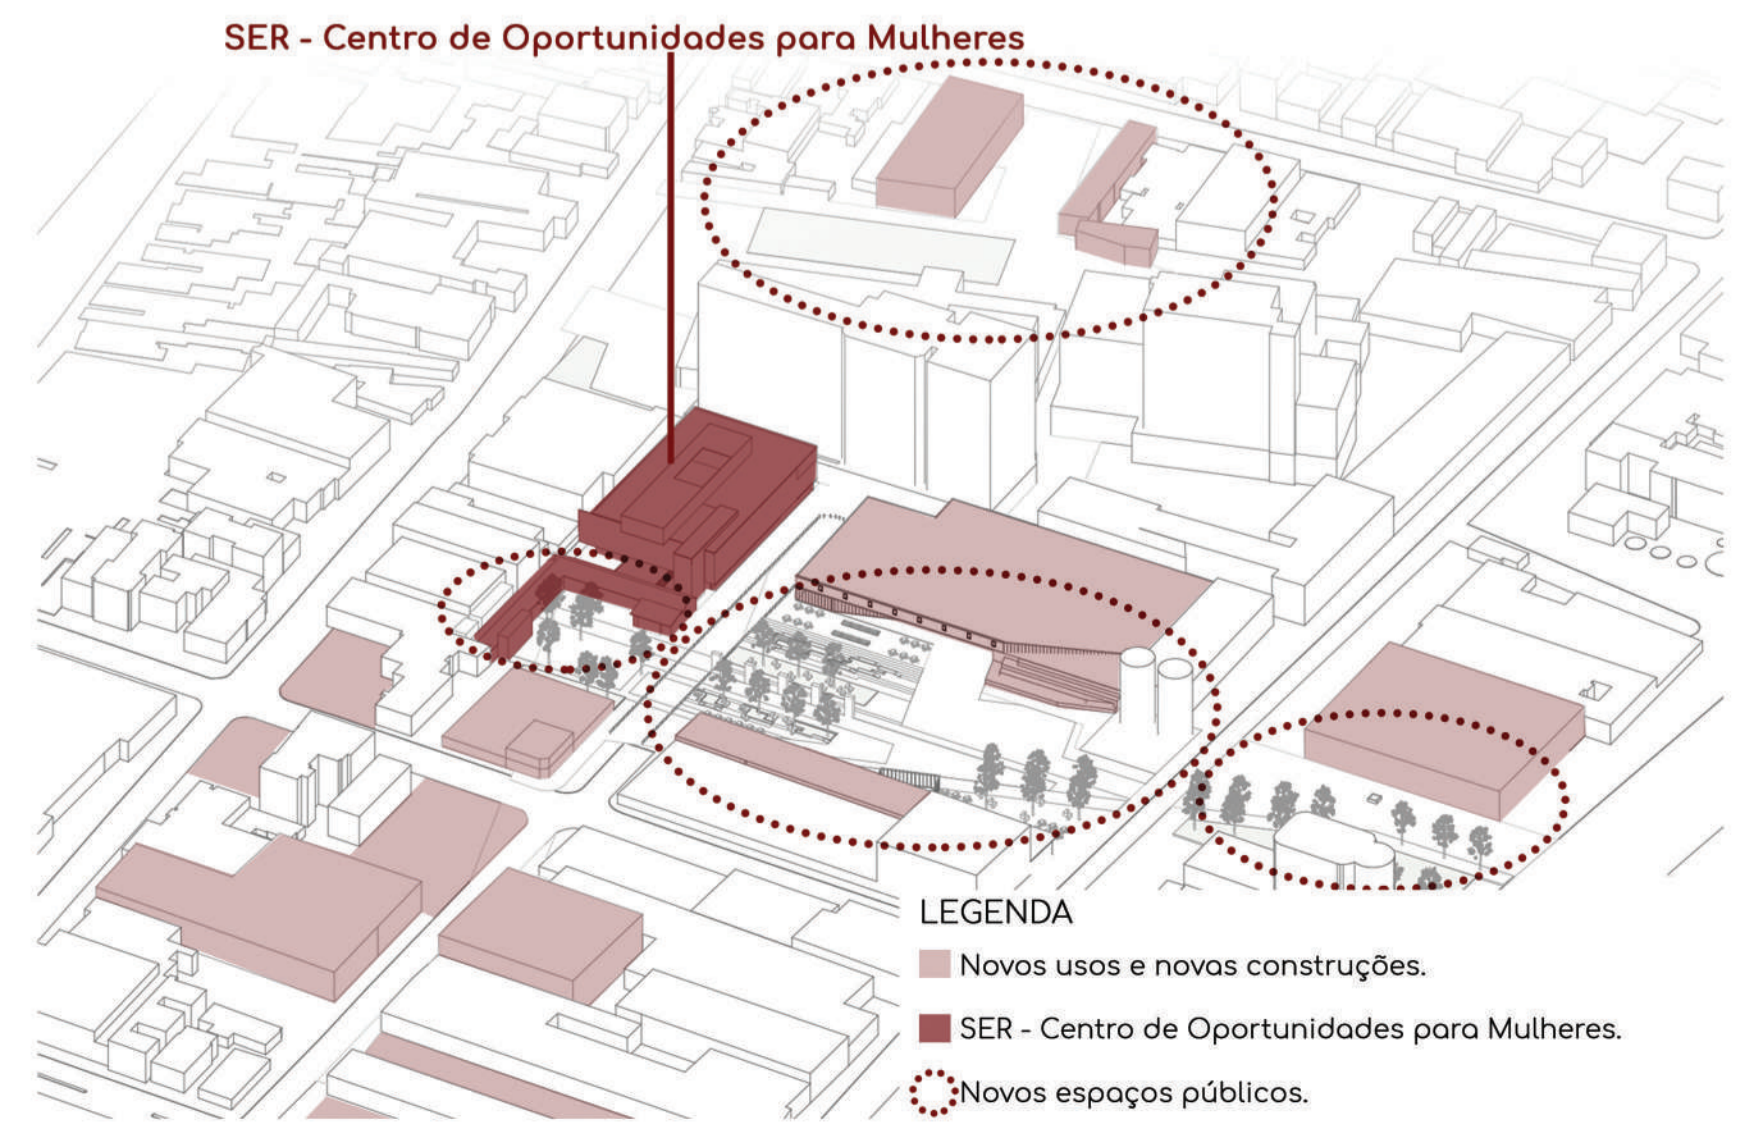 SER - Centro de Oportunidades para Mulheres
LEGENDA
Novos usos e novas construções.
SER - Centro de Oportunidades para Mulheres.
Novos espaços públicos.